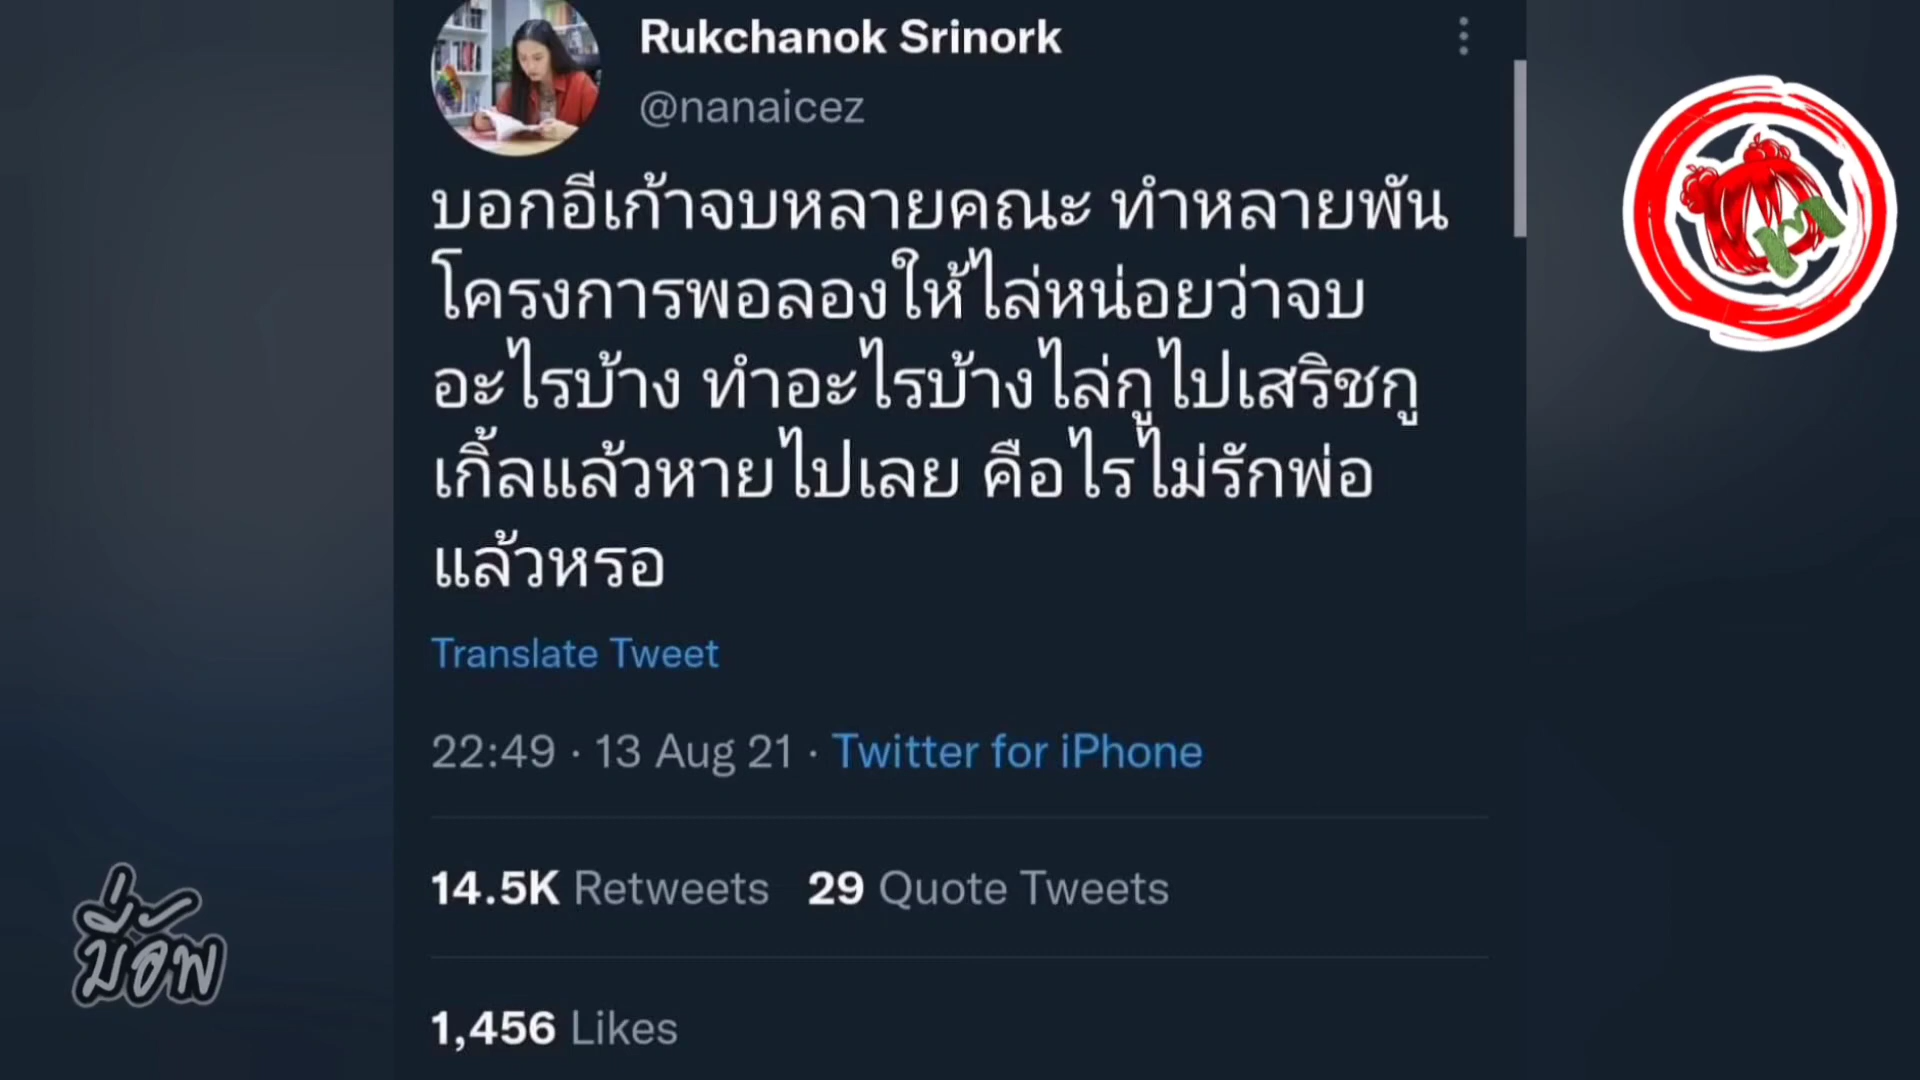 Rukchanok Srinork
@nanaicez
บอกอีเก้าจบหลายคณะ ทำหลายพัน
โครงการพอลองให้ไล่หน่อยว่าจบ
อะไรบ้าง ทำอะไรบ้างไล่กูไปเสริชกู
เกิ้ลแล้วหายไปเลย คือไรไม่รักพ่อ
แล้วหรอ
Translate Tweet
22:49 · 13 Aug 21 · Twitter for iPhone
14.5K Retweets 29 Quote Tweets
1,456 Likes
บี่อัพ